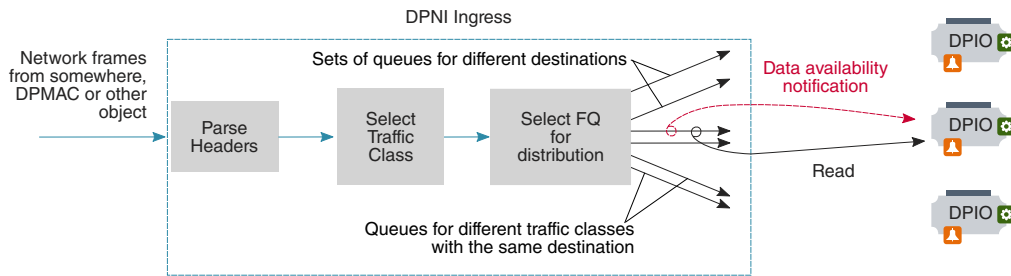 DPNI Ingress
Network frames
from somewhere,
DPMAC or other
object
Sets of queues for different destinations
Parse
Headers
Select
Traffic
Class
Select FQ
for
distribution
Queues for different traffic classes
with the same destination
Data availability
notification
Read
DPIO
DPIO
DPIO